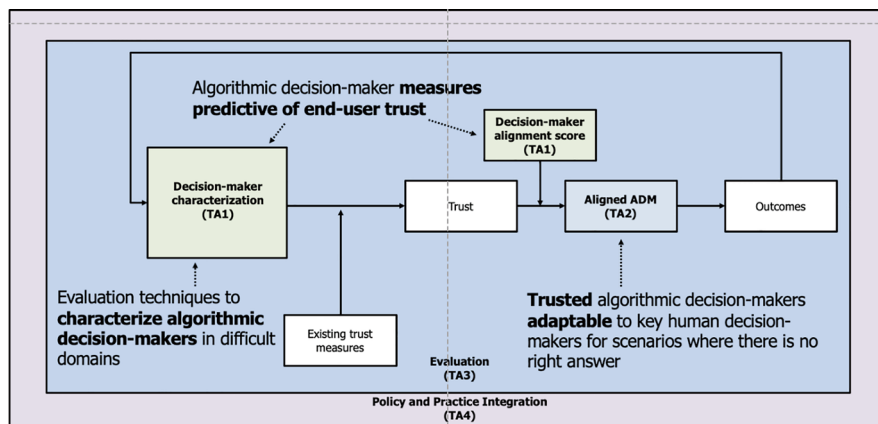 Algorithmic decision-maker measures
predictive of end-user trust
Decision-maker
alignment score
(TA1)
Decision-maker
characterization
(TA1)
Trust
Aligned ADM
(TA2)
Outcomes
Evaluation techniques to
characterize algorithmic
decision-makers in difficult
domains
Existing trust
measures
Trusted algorithmic decision-makers
adaptable to key human decision-
makers for scenarios where there is no
right answer
Evaluation
(TA3)
Policy and Practice Integration
(TA4)